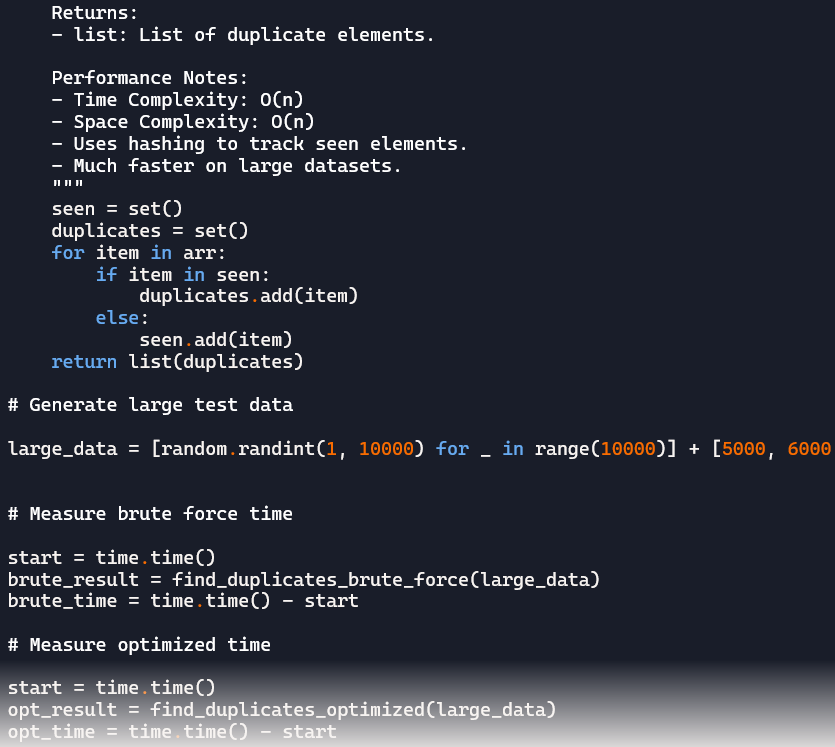 Returns:
- list: List of duplicate elements.
Performance Notes:
- Time Complexity: O(n)
- Space Complexity: O(n)
- Uses hashing to track seen elements.
- Much faster on large datasets.
"""
seen = set()
duplicates = set()
for item in arr:
if item in seen:
duplicates.add(item)
else:
seen.add(item)
return list(duplicates)
# Generate large test data
large_data = [random.randint(1, 10000) for _ in range(10000)] + [5000, 6000
# Measure brute force time
start = time.time()
brute_result = find_duplicates_brute_force(large_data)
brute_time = time.time() - start
# Measure optimized time
start = time.time()
opt_result = find_duplicates_optimized(large_data)
opt_time = time.time() - start